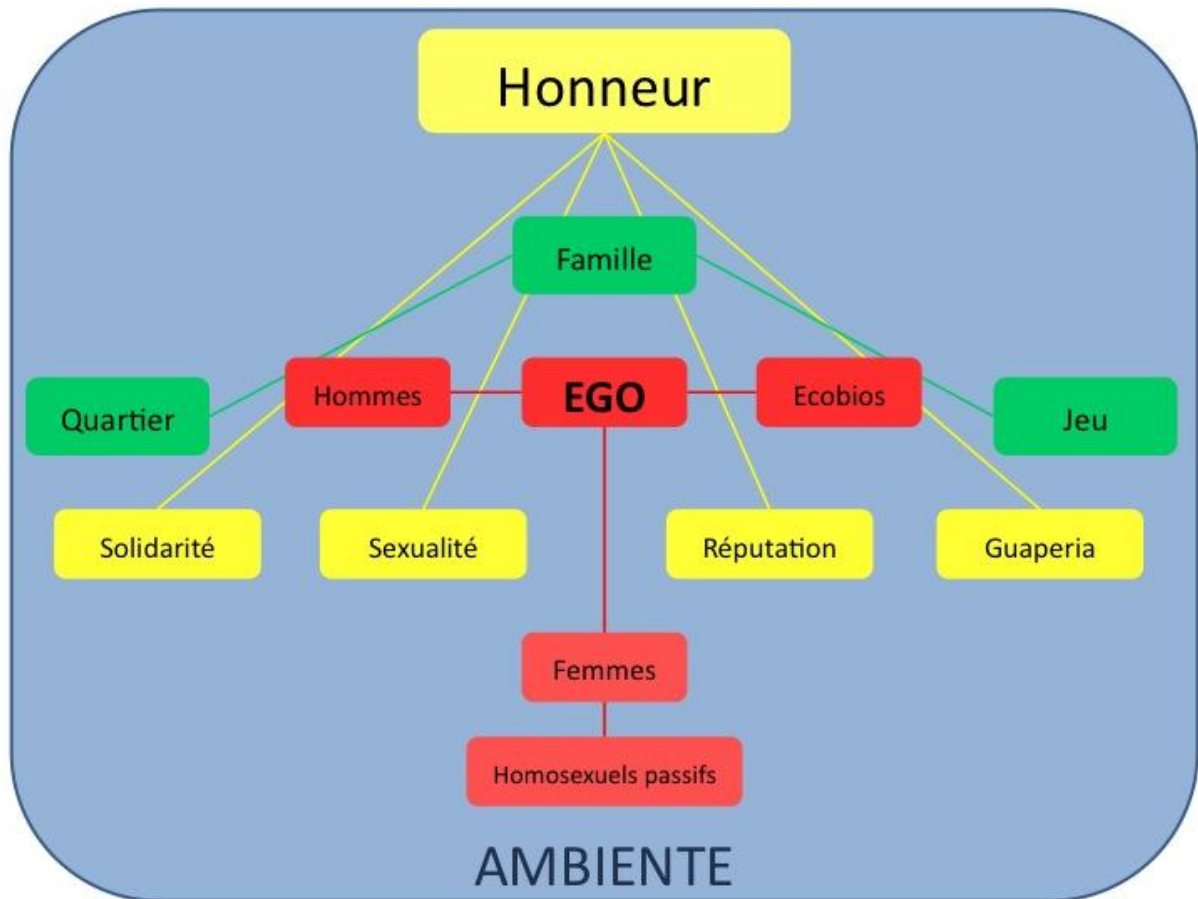 Honneur
Famille
Hommes
EGO
Ecobios
Quartier
Jeu
Solidarité
Sexualité
Réputation
Guaperia
Femmes
Homosexuels passifs
AMBIENTE